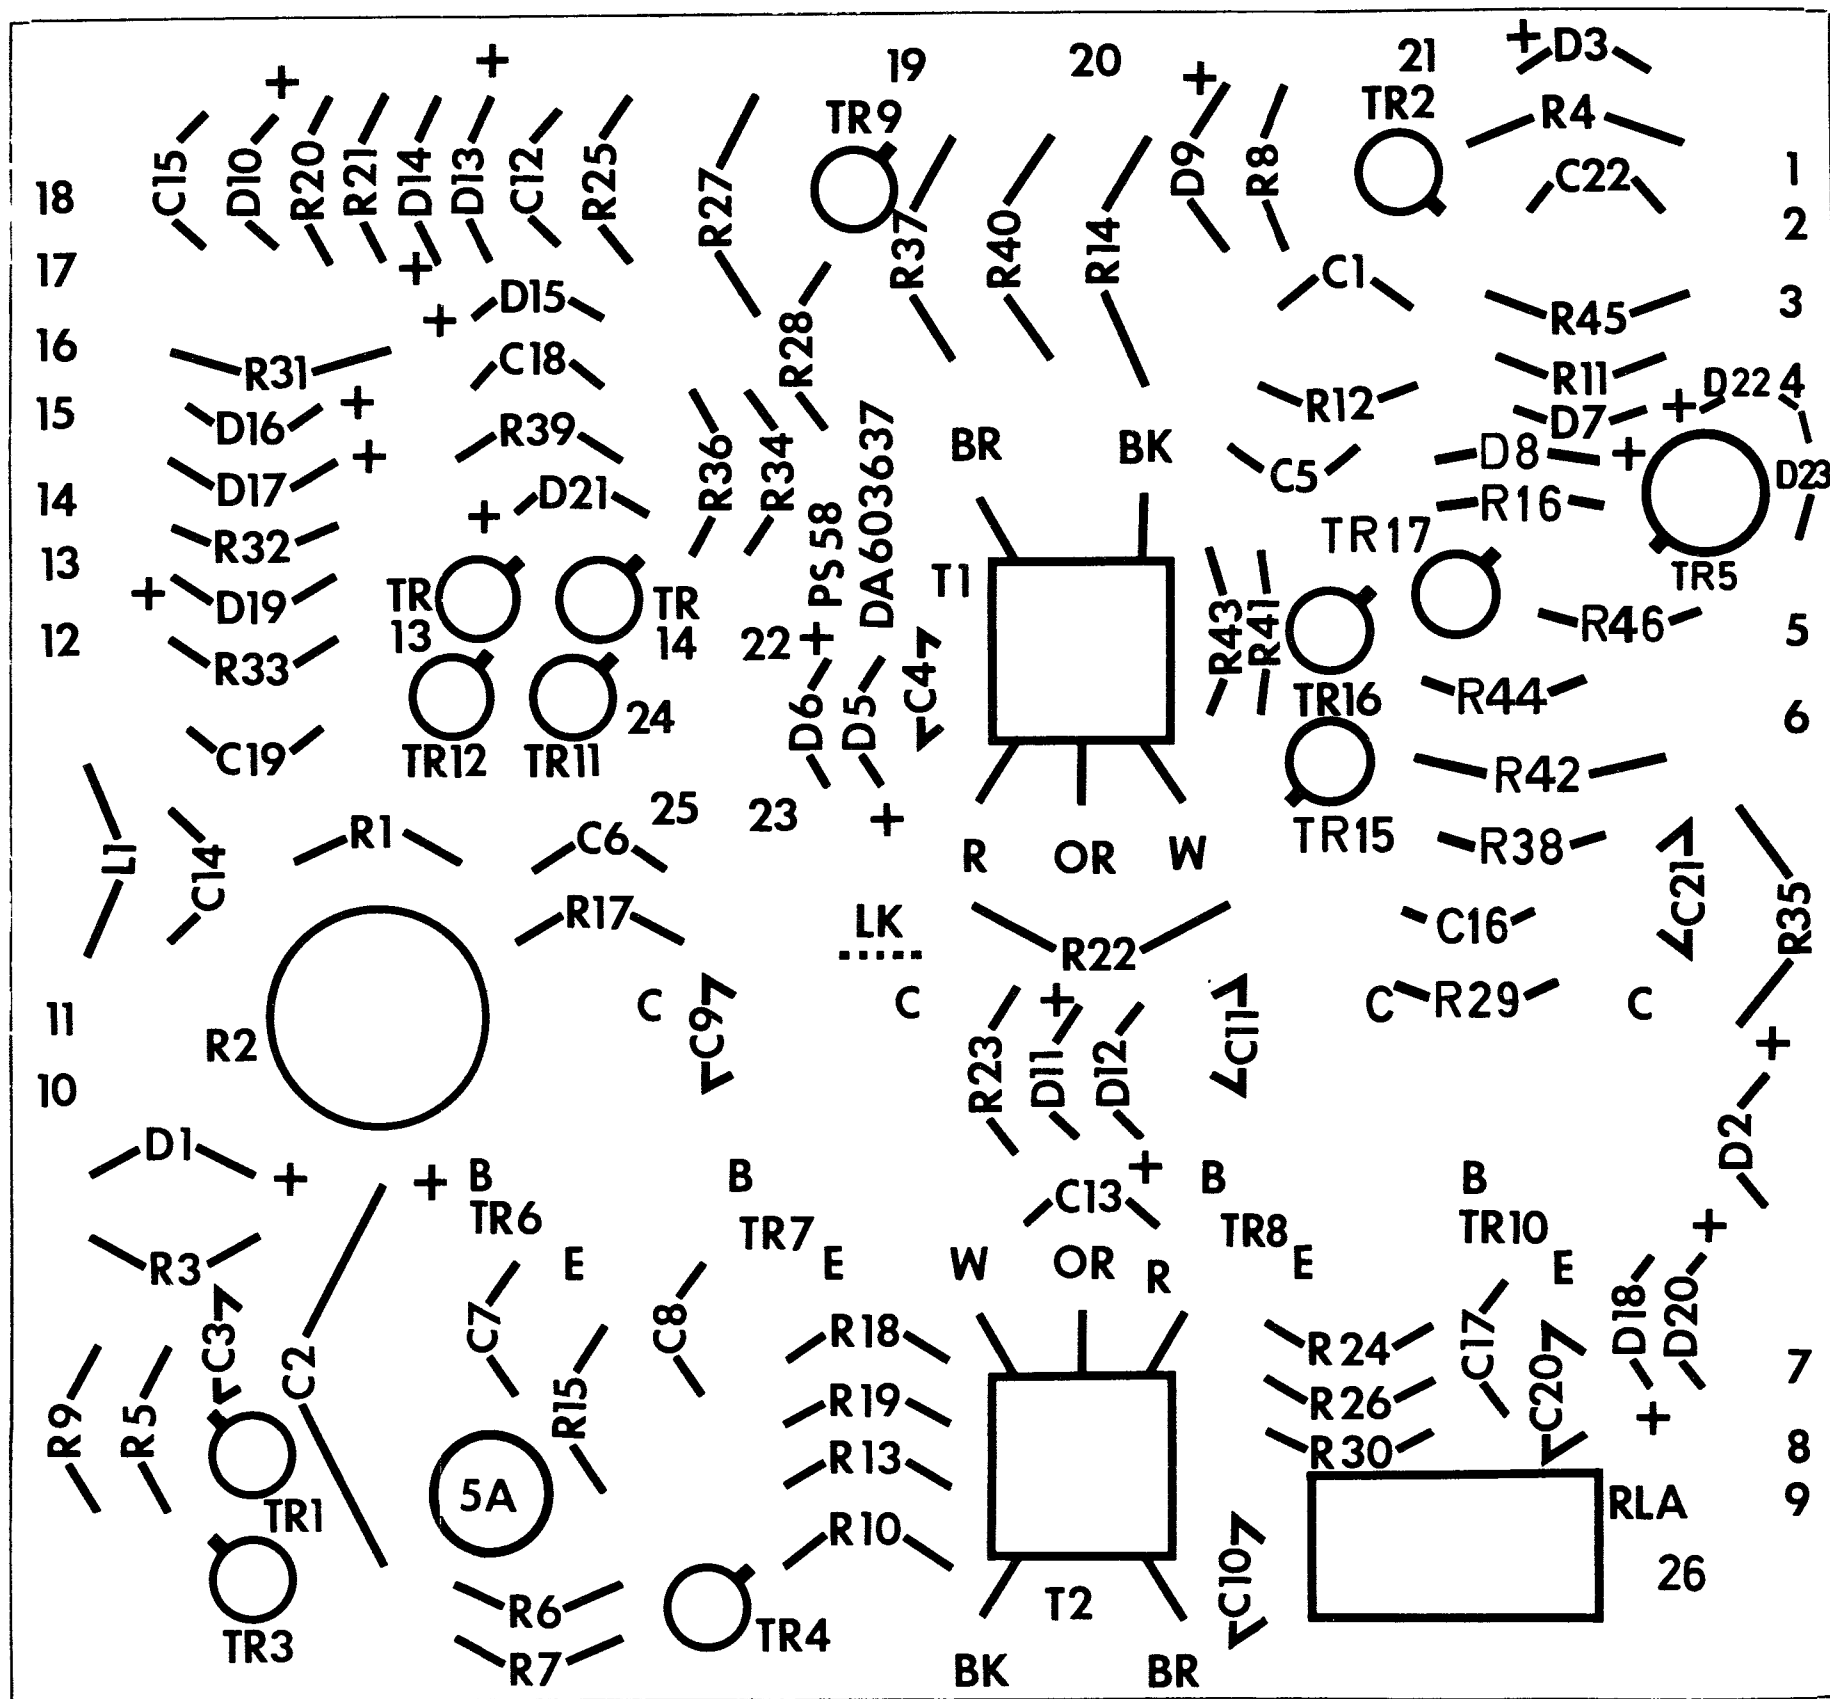 + D3
19 20 21
+ + + TR2
TR9 R4
C15 D10 R20 R21 D14 D13 C12 R25 R27 D9 R8 C22 1
18 R37 R40 R14 2
17 + D15 C1 3
+ R45
16 R31 C18 R28 R11 D22 4
15 D16 + R39 R12 D7 +
D17 + R36 R34 DA603637 BR BK C5 D8 + D23
14 D21 PS58 R16
+ TR17
13 R32 T1 TR5
+ D19 TR 13 TR 14 R43 R41 R46 5
12 R33 22 + C4 TR16 R44
24 D6 D5 6
C19 TR12 TR11 R42
25 23 +
L1 C14 R1 C6 R OR W TR15 R38 C21
R17 LK R22 C16 R35
11 R2 C C9 C + C11 C R29 C
10 R23 D11 D12 +
D1 + + B B + B B D2
TR6 TR7 C13 TR8 TR10 +
R3 E E W OR R E E
C3 C2 C7 C8 R18 R24 C17 C20 D18 D20 7
R9 R5 R15 R19 R26 +
R13 R30 8
5A 9
TR1 R10 RLA
C10 26
R6 T2
TR3 TR4
R7 BK BR